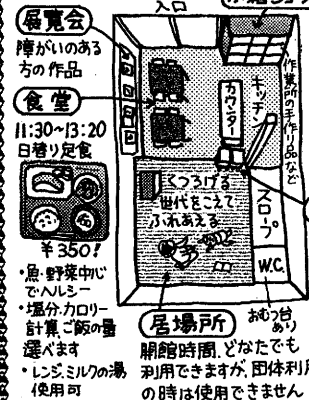 入口
展覧会
障がいのある
方の作品
食堂
11:30~13:20
日替り定食
¥350!
・魚・野菜中心
でヘルシー
・塩分、カロリー
計算、ご飯の量
選べます
・レンジ、ミルクの湯
使用可
作業所の手作り品など
キッチン
カウンター
くつろげる
世代をこえて
ふれあえる
スロープ
W.C.
おむつ台
あり
居場所
開館時間、どなたでも
利用できますが、団体利用
の時は使用できません